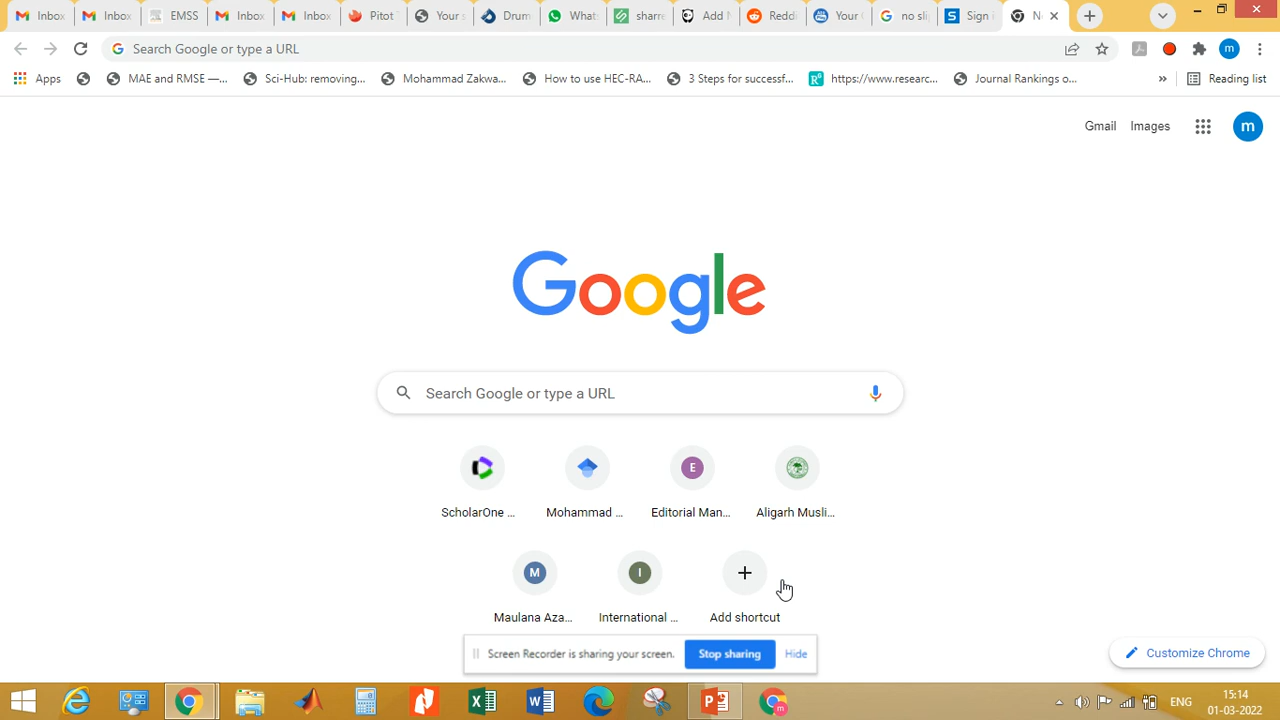 Inbox Inbox EMS Inbox Inbox Pitot Your s Drum Whats sharre Add Reddi Your no sli Sign
Search Google or type a URL
Apps MAE and RMSE —... Sci-Hub: removing... Mohammad Zakwa... How to use HEC-RA... 3 Steps for successf... https://www.researc... Journal Rankings o... » Reading list
Gmail Images m
Google
Search Google or type a URL
ScholarOne ... Mohammad ... Editorial Man... Aligarh Musli...
Maulana Aza... International ... Add shortcut
Screen Recorder is sharing your screen. Stop sharing Hide
Customize Chrome
ENG 15:14
01-03-2022